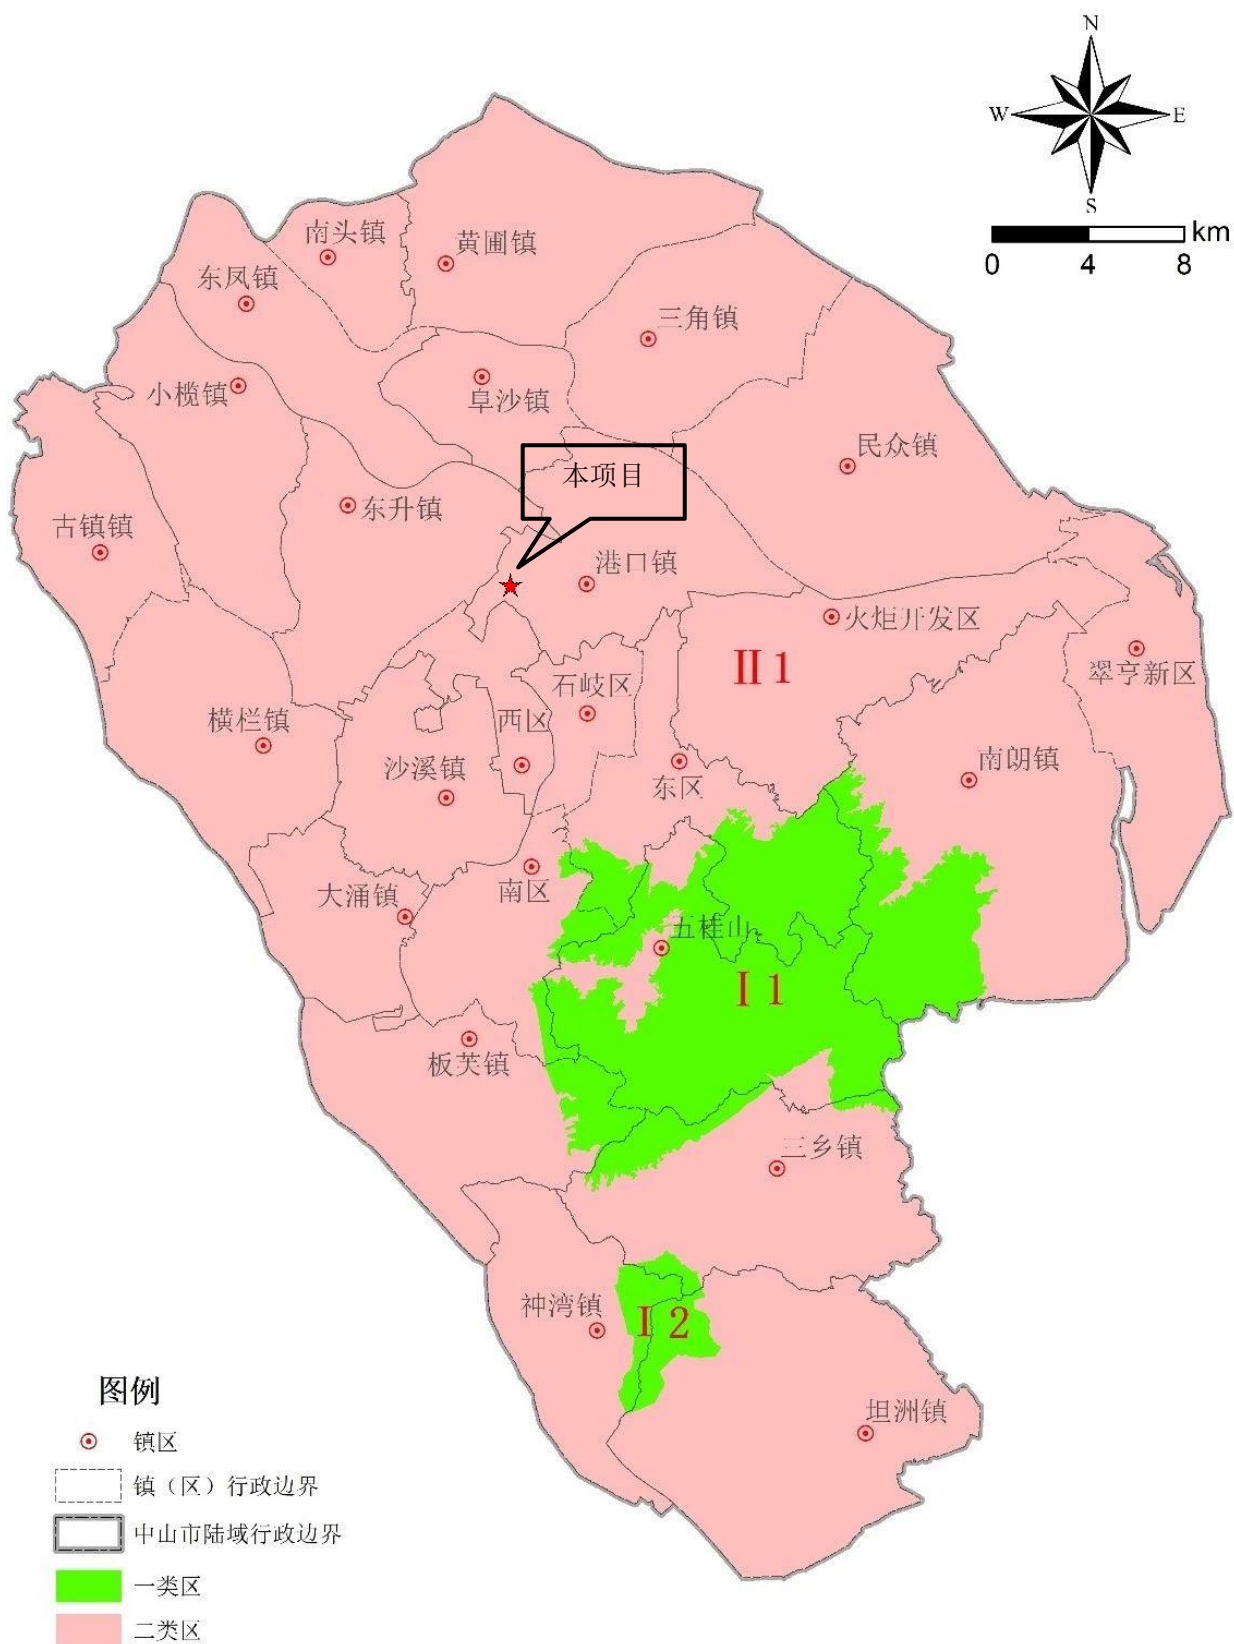 N
W E
S
km
0 4 8
南头镇
黄圃镇
东凤镇
三角镇
小榄镇
阜沙镇
民众镇
本项目
东升镇
古镇镇
港口镇
火炬开发区
II 1
翠亨新区
石岐区
横栏镇
西区
沙溪镇
东区
南朗镇
南区
大涌镇
五桂山
I 1
板芙镇
三乡镇
神湾镇
I 2
坦洲镇
图例
镇区
镇（区）行政边界
中山市陆域行政边界
一类区
二类区